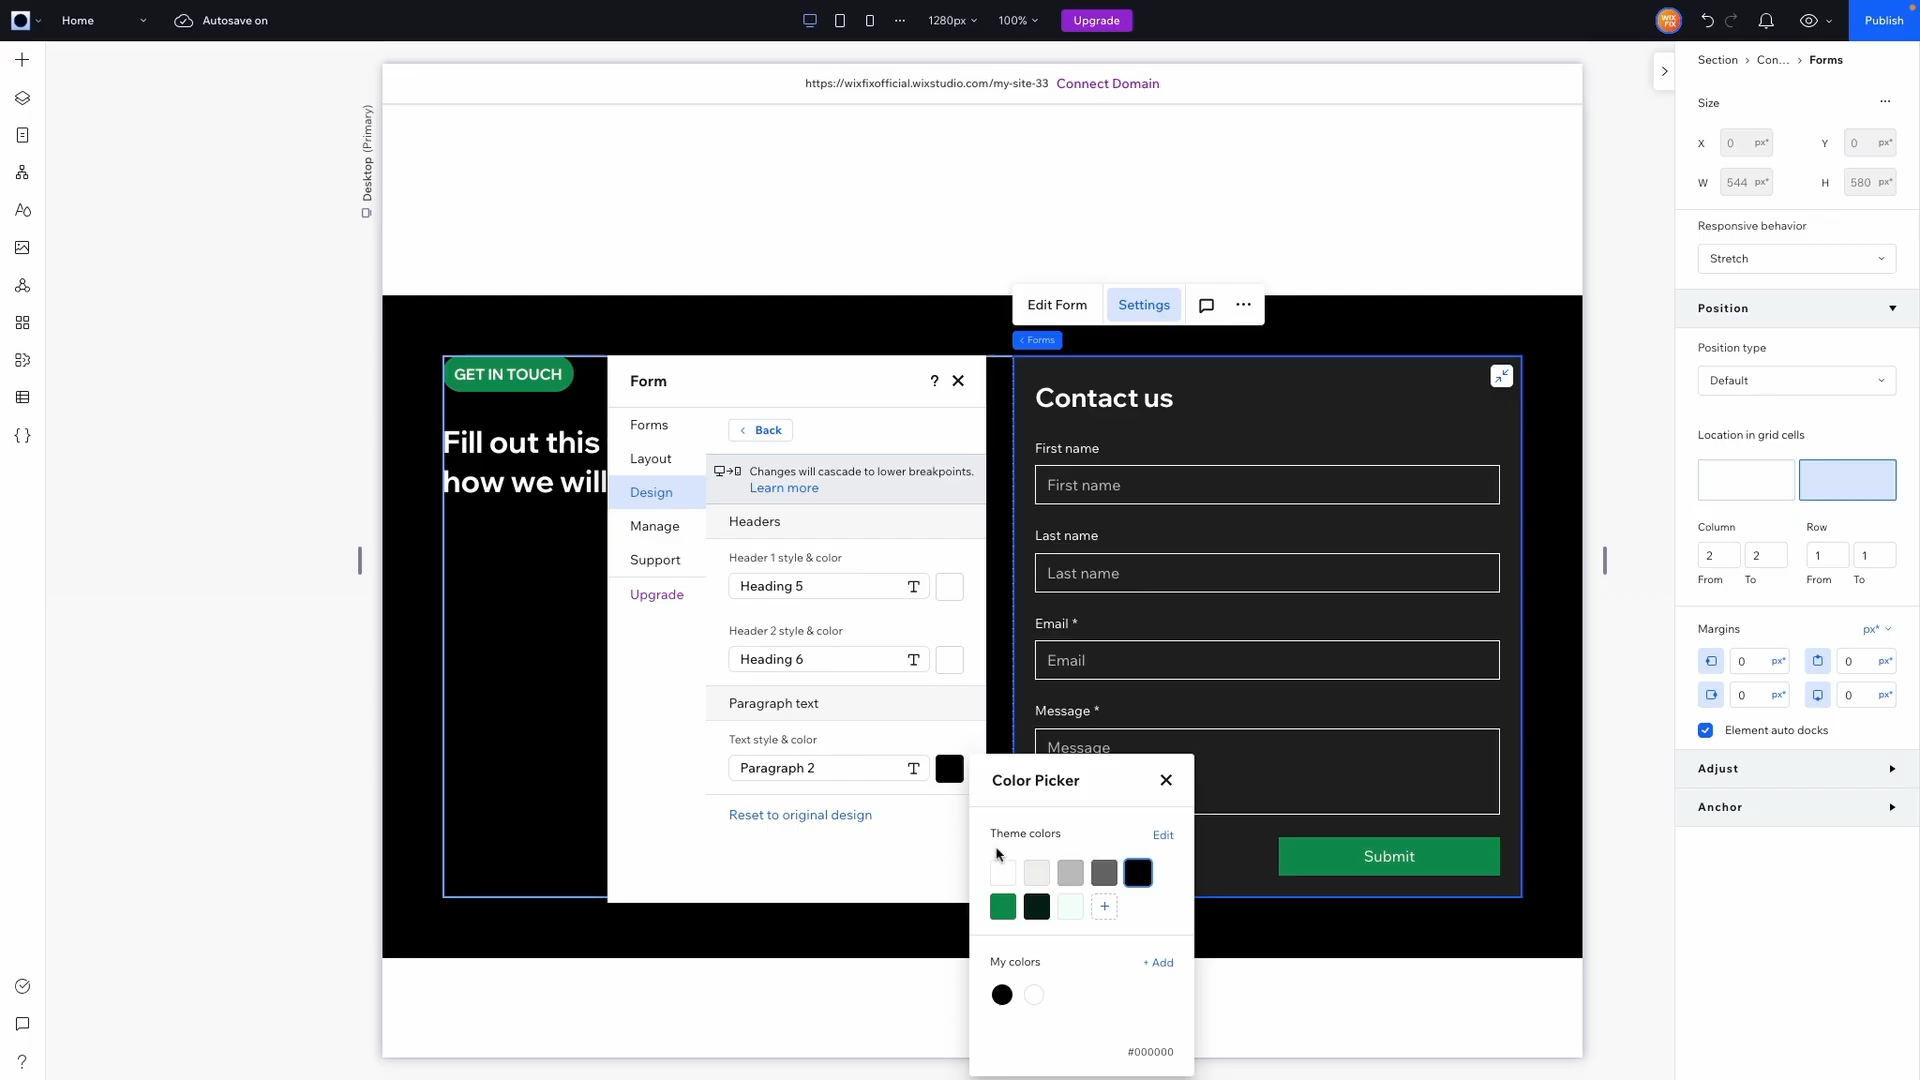 Home
Autosave on
1280px
100%
Upgrade
WIX
FIX
Publish
https://wixfixofficial.wixstudio.com/my-site-33 Connect Domain
Desktop (Primary)
Edit Form
Settings
Forms
GET IN TOUCH
Fill out this
how we will
Form
?
Forms
Layout
Design
Manage
Support
Upgrade
Back
Changes will cascade to lower breakpoints.
Learn more
Headers
Header 1 style & color
Heading 5
Header 2 style & color
Heading 6
Paragraph text
Text style & color
Paragraph 2
Reset to original design
Contact us
First name
First name
Last name
Last name
Email *
Email
Message *
Message
Submit
Color Picker
Theme colors
Edit
My colors
+ Add
#000000
Section > Con... > Forms
Size
X 0 px* Y 0 px*
W 544 px* H 580 px*
Responsive behavior
Stretch
Position
Position type
Default
Location in grid cells
Column Row
2 2 1 1
From To From To
Margins px*
0 px* 0 px*
0 px* 0 px*
Element auto docks
Adjust
Anchor